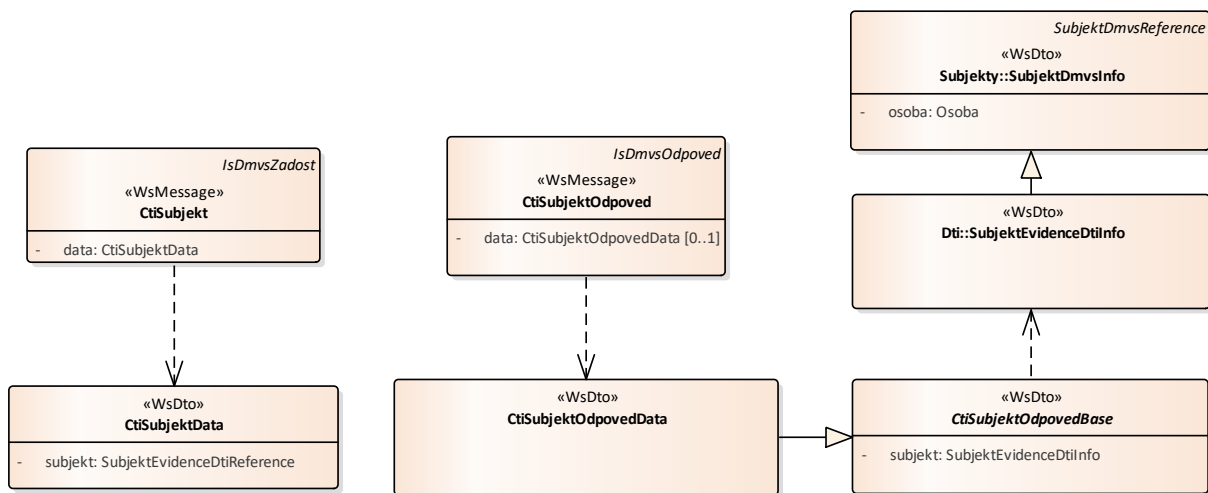 SubjektDmvsReference
«WsDto»
Subjekty::SubjektDmvsInfo
- osoba: Osoba
IsDmvsZadost
«WsMessage»
CtiSubjekt
- data: CtiSubjektData
IsDmvsOdpoved
«WsMessage»
CtiSubjektOdpoved
- data: CtiSubjektOdpovedData [0..1]
«WsDto»
Dti::SubjektEvidenceDtiInfo
«WsDto»
CtiSubjektData
- subjekt: SubjektEvidenceDtiReference
«WsDto»
CtiSubjektOdpovedData
«WsDto»
CtiSubjektOdpovedBase
- subjekt: SubjektEvidenceDtiInfo